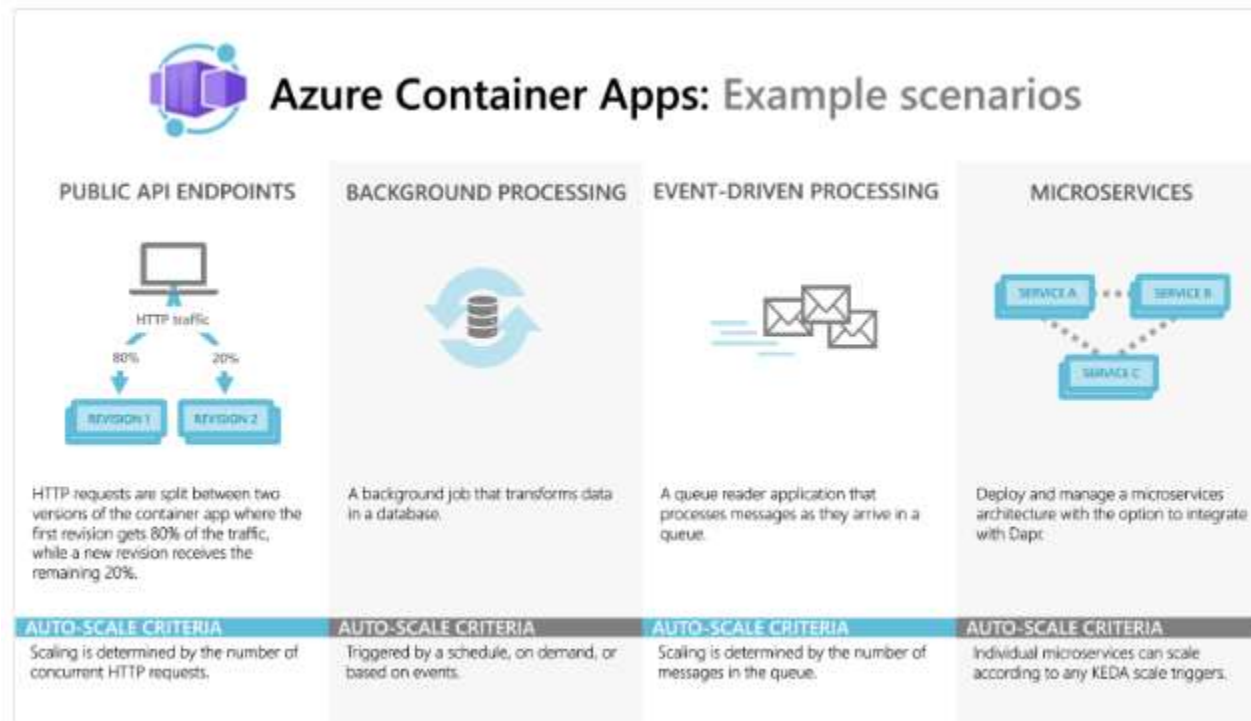 Azure Container Apps: Example scenarios
PUBLIC API ENDPOINTS
HTTP traffic
80%
20%
REVISION 1
REVISION 2
HTTP requests are split between two
versions of the container app where the
first revision gets 80% of the traffic,
while a new revision receives the
remaining 20%.
AUTO-SCALE CRITERIA
Scaling is determined by the number of
concurrent HTTP requests.
BACKGROUND PROCESSING
A background job that transforms data
in a database.
AUTO-SCALE CRITERIA
Triggered by a schedule, on demand, or
based on events.
EVENT-DRIVEN PROCESSING
A queue reader application that
processes messages as they arrive in a
queue.
AUTO-SCALE CRITERIA
Scaling is determined by the number of
messages in the queue.
MICROSERVICES
SERVICE A
SERVICE B
SERVICE C
Deploy and manage a microservices
architecture with the option to integrate
with Dapr.
AUTO-SCALE CRITERIA
Individual microservices can scale
according to any KEDA scale triggers.